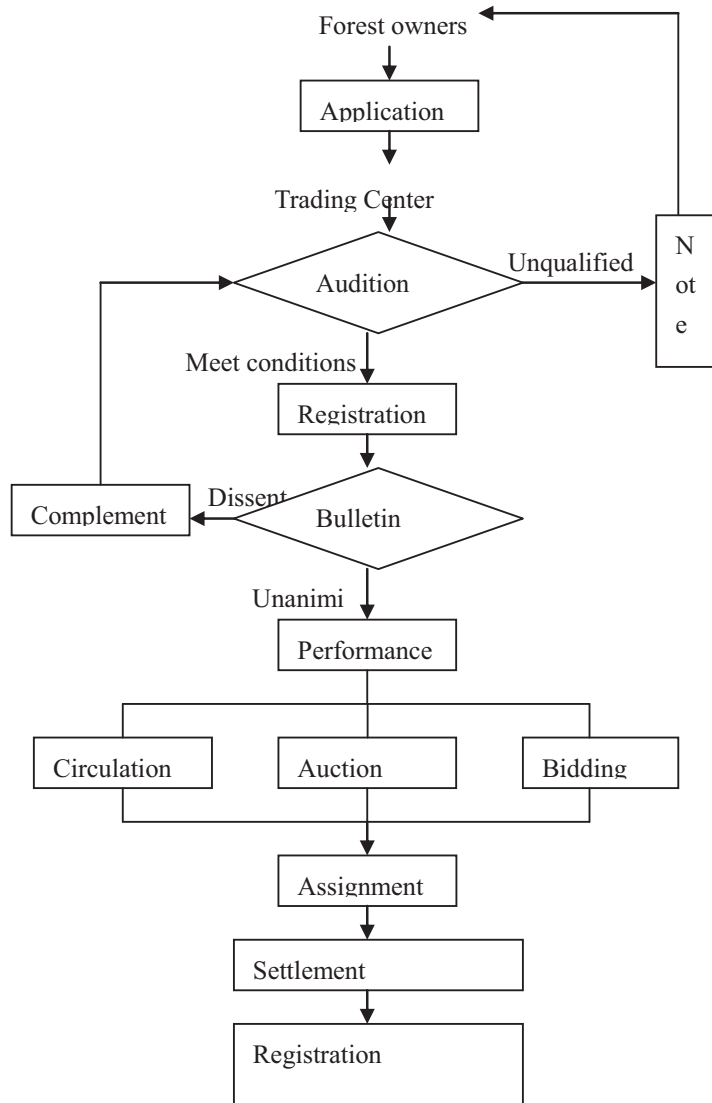 Forest owners
Application
Trading Center
Audition
Unqualified
N
ot
e
Meet conditions
Registration
Dissent
Complement
Bulletin
Unanimi
Performance
Circulation
Auction
Bidding
Assignment
Settlement
Registration